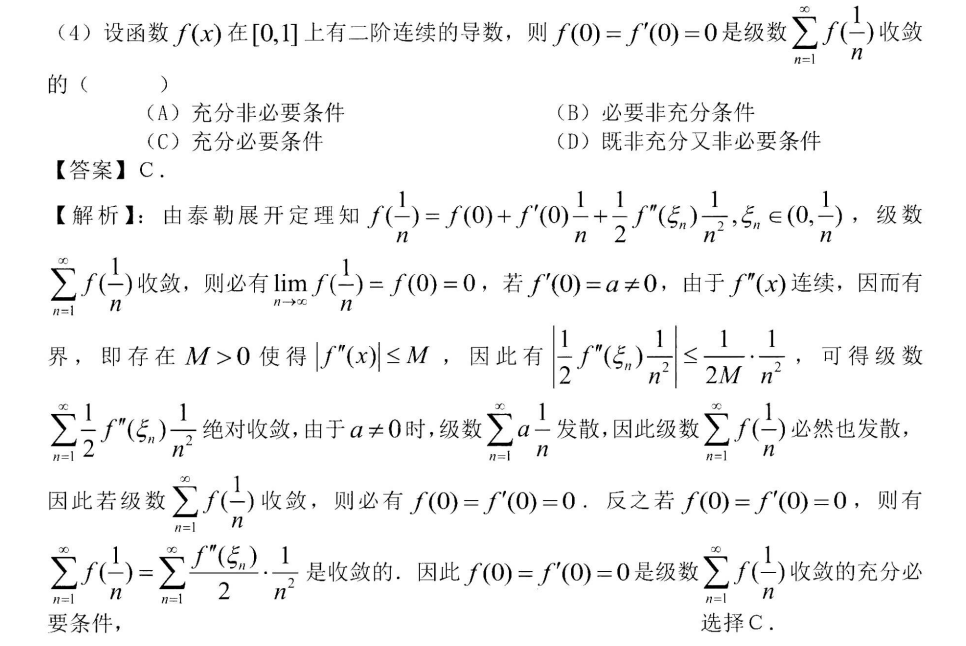 （4）设函数 f(x) 在[0,1]上有二阶连续的导数，则 f(0) = f′(0) = 0是级数 ∑_{n=1}^{∞} f(1/n)收敛
的（　　）
（A）充分非必要条件　（B）必要非充分条件
（C）充分必要条件　（D）既非充分又非必要条件
【答案】C．
【解析】：由泰勒展开定理知 f(1/n) = f(0) + f′(0)1/n + 1/2 f″(ξₙ) 1/n², ξₙ ∈ (0, 1/n)，级数
∑_{n=1}^{∞} f(1/n)收敛，则必有 lim_{n→∞} f(1/n) = f(0) = 0，若 f′(0) = a ≠ 0，由于 f″(x) 连续，因而有
界，即存在 M > 0 使得 |f″(x)| ≤ M ，因此有 |1/2 f″(ξₙ) 1/n²| ≤ 1/2M · 1/n² ，可得级数
∑_{n=1}^{∞} 1/2 f″(ξₙ) 1/n² 绝对收敛,由于 a ≠ 0时,级数 ∑_{n=1}^{∞} a 1/n 发散,因此级数 ∑_{n=1}^{∞} f(1/n)必然也发散，
因此若级数 ∑_{n=1}^{∞} f(1/n)收敛，则必有 f(0) = f′(0) = 0．反之若 f(0) = f′(0) = 0，则有
∑_{n=1}^{∞} f(1/n) = ∑_{n=1}^{∞} f″(ξₙ)/2 · 1/n² 是收敛的．因此 f(0) = f′(0) = 0是级数 ∑_{n=1}^{∞} f(1/n)收敛的充分必
要条件，　选择C．